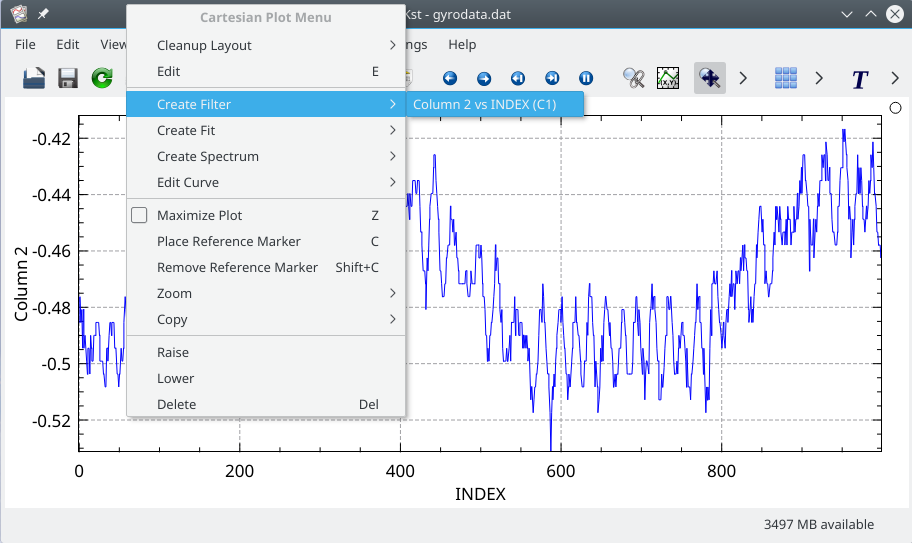 Kst - gyrodata.dat
File Edit View ngs Help
Cartesian Plot Menu
Cleanup Layout
Edit E
Create Filter
Column 2 vs INDEX (C1)
Create Fit
Create Spectrum
Edit Curve
Maximize Plot Z
Place Reference Marker C
Remove Reference Marker Shift+C
Zoom
Copy
Raise
Lower
Delete Del
(X,Y)
T
-0.42
-0.44
-0.46
-0.48
-0.5
-0.52
Column 2
0 200 400 600 800
INDEX
3497 MB available